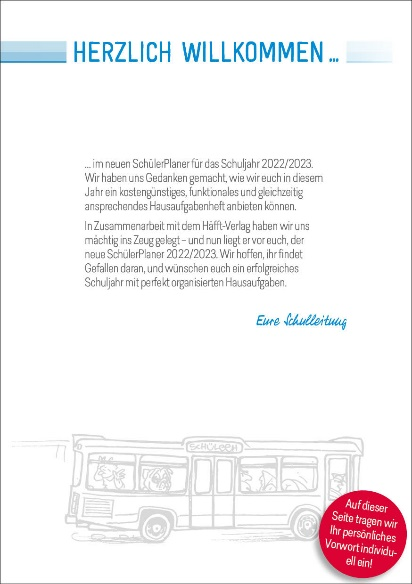 HERZLICH WILLKOMMEN ...
... im neuen SchülerPlaner für das Schuljahr 2022/2023.
Wir haben uns Gedanken gemacht, wie wir euch in diesem
Jahr ein kostengünstiges, funktionales und gleichzeitig
ansprechendes Hausaufgabenheft anbieten können.
In Zusammenarbeit mit dem Häfft-Verlag haben wir uns
mächtig ins Zeug gelegt – und nun liegt er vor euch, der
neue SchülerPlaner 2022/2023. Wir hoffen, ihr findet
Gefallen daran, und wünschen euch ein erfolgreiches
Schuljahr mit perfekt organisierten Hausaufgaben.
Eure Schulleitung
Auf dieser
Seite tragen wir
Ihr persönliches
Vorwort individu-
ell ein!